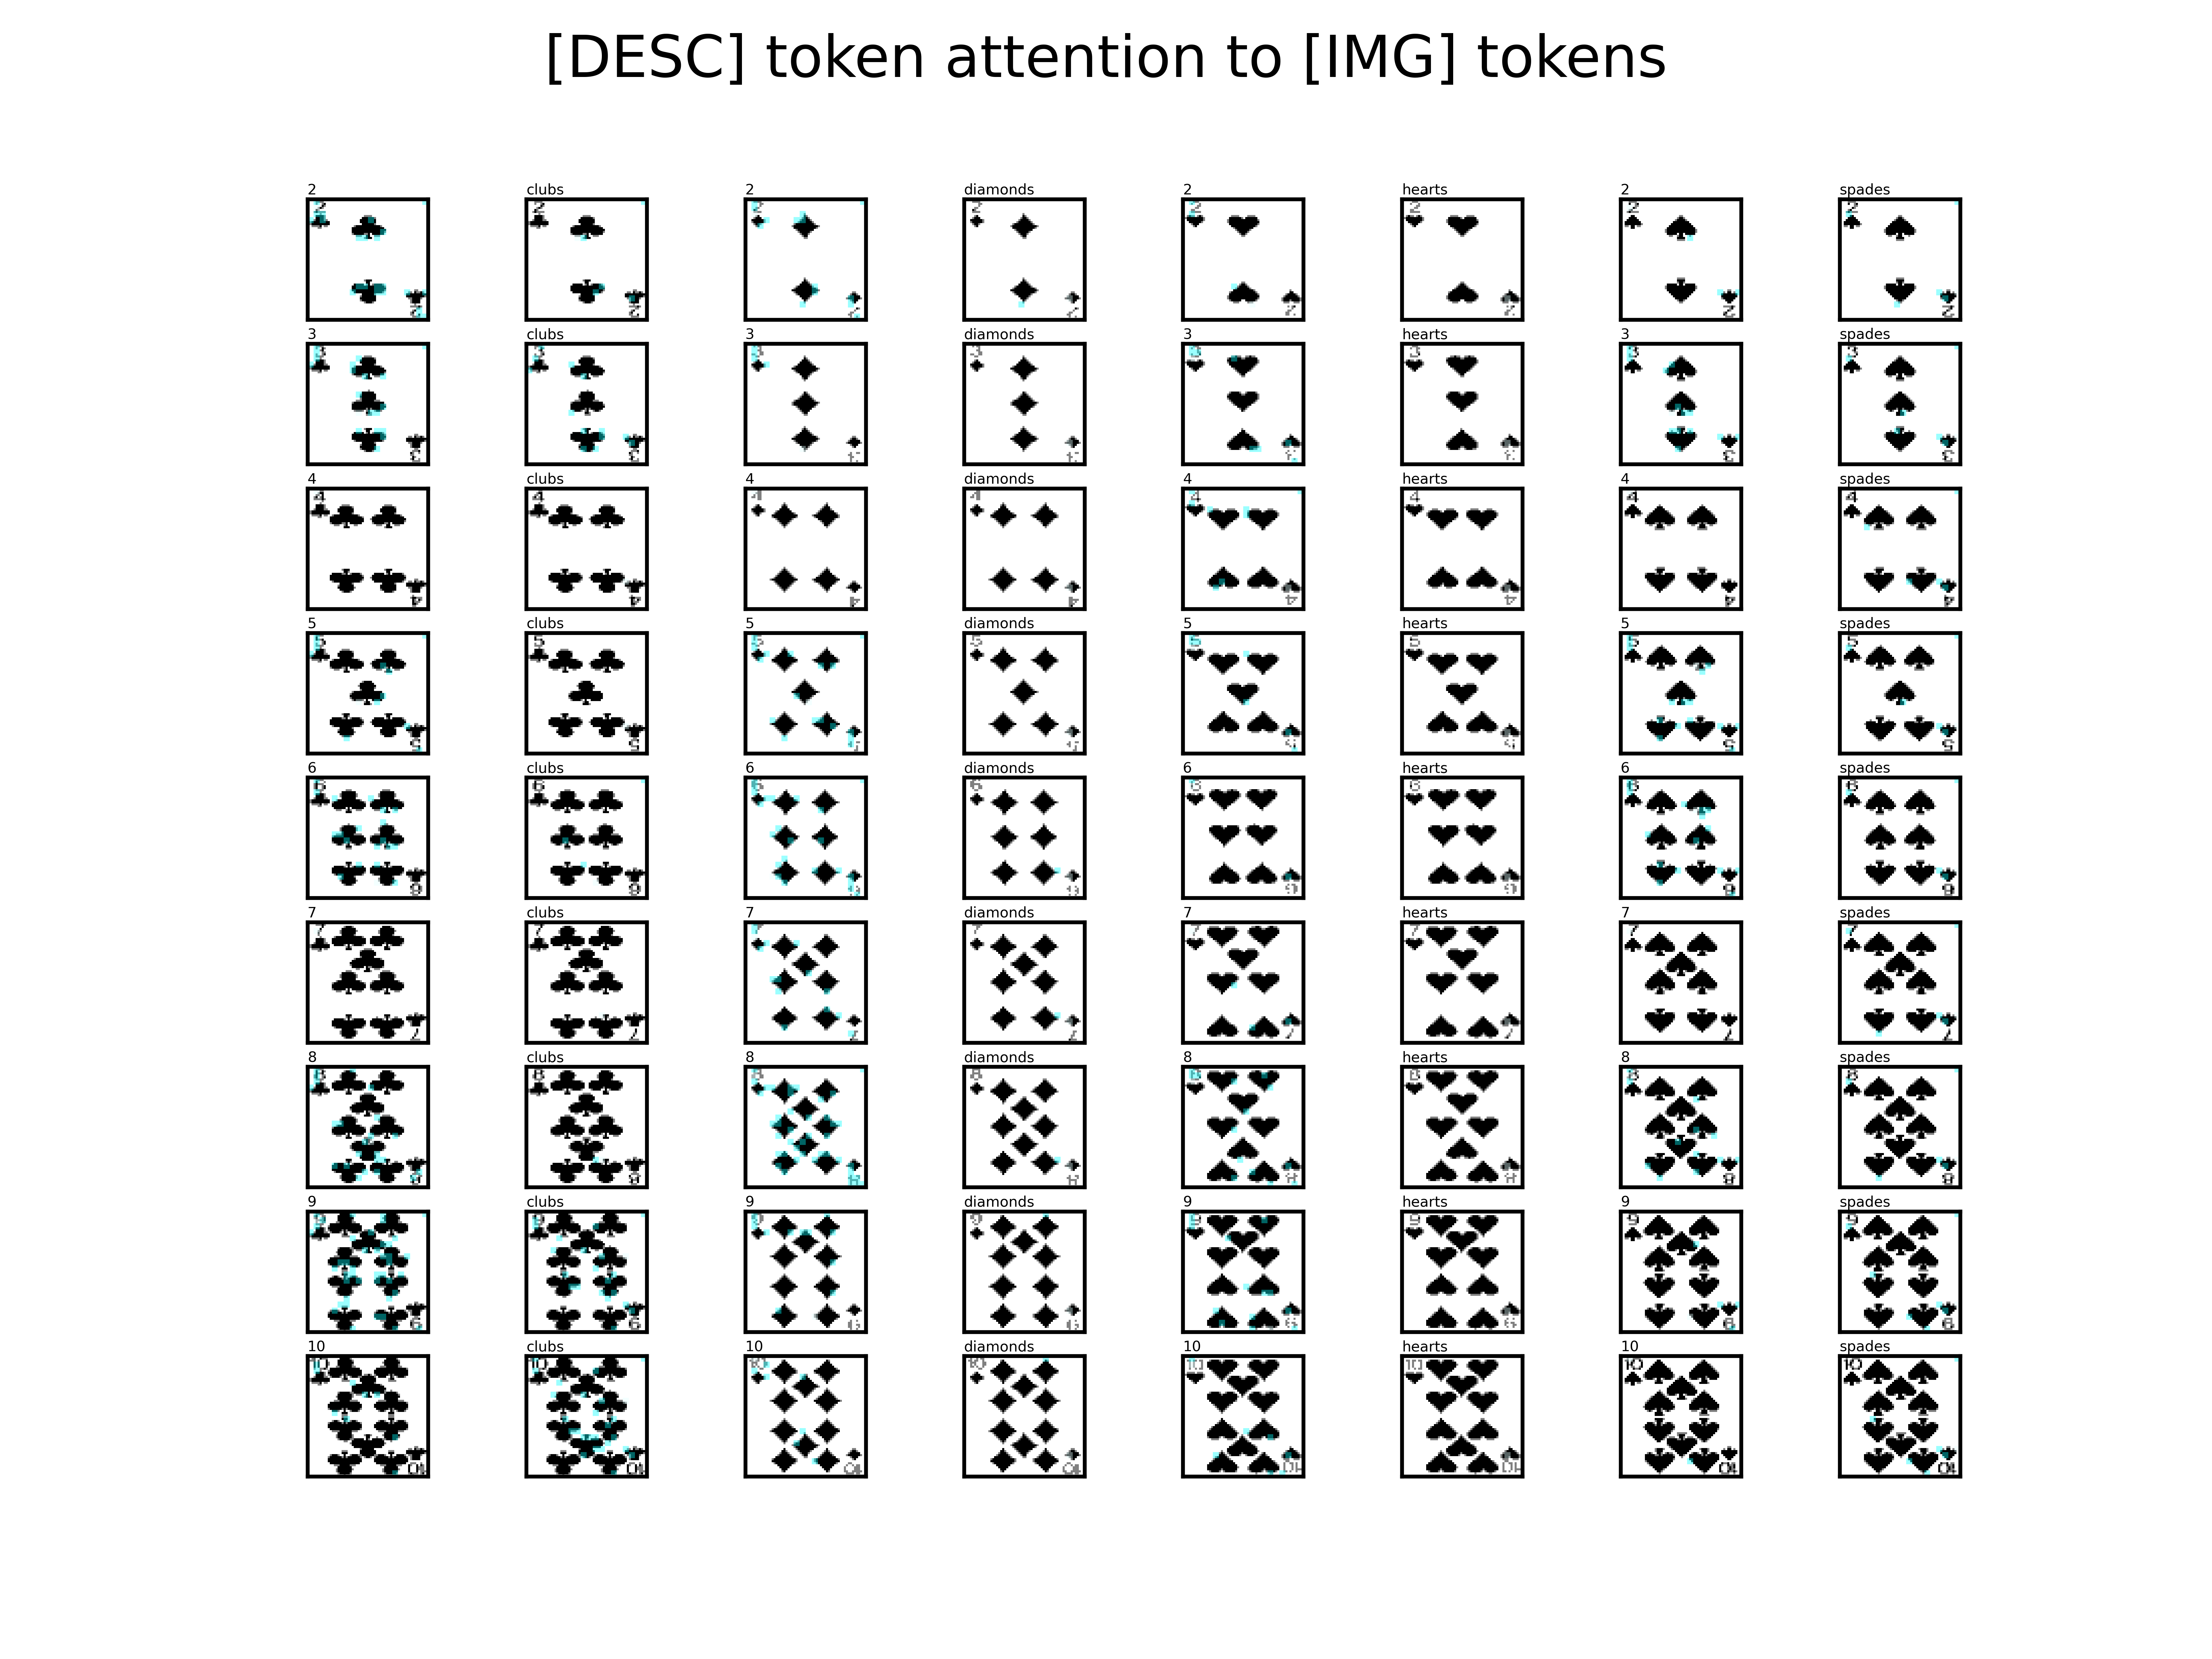 [DESC] token attention to [IMG] tokens
2 clubs 2 diamonds 2 hearts 2 spades
3 clubs 3 diamonds 3 hearts 3 spades
4 clubs 4 diamonds 4 hearts 4 spades
5 clubs 5 diamonds 5 hearts 5 spades
6 clubs 6 diamonds 6 hearts 6 spades
7 clubs 7 diamonds 7 hearts 7 spades
8 clubs 8 diamonds 8 hearts 8 spades
9 clubs 9 diamonds 9 hearts 9 spades
10 clubs 10 diamonds 10 hearts 10 spades